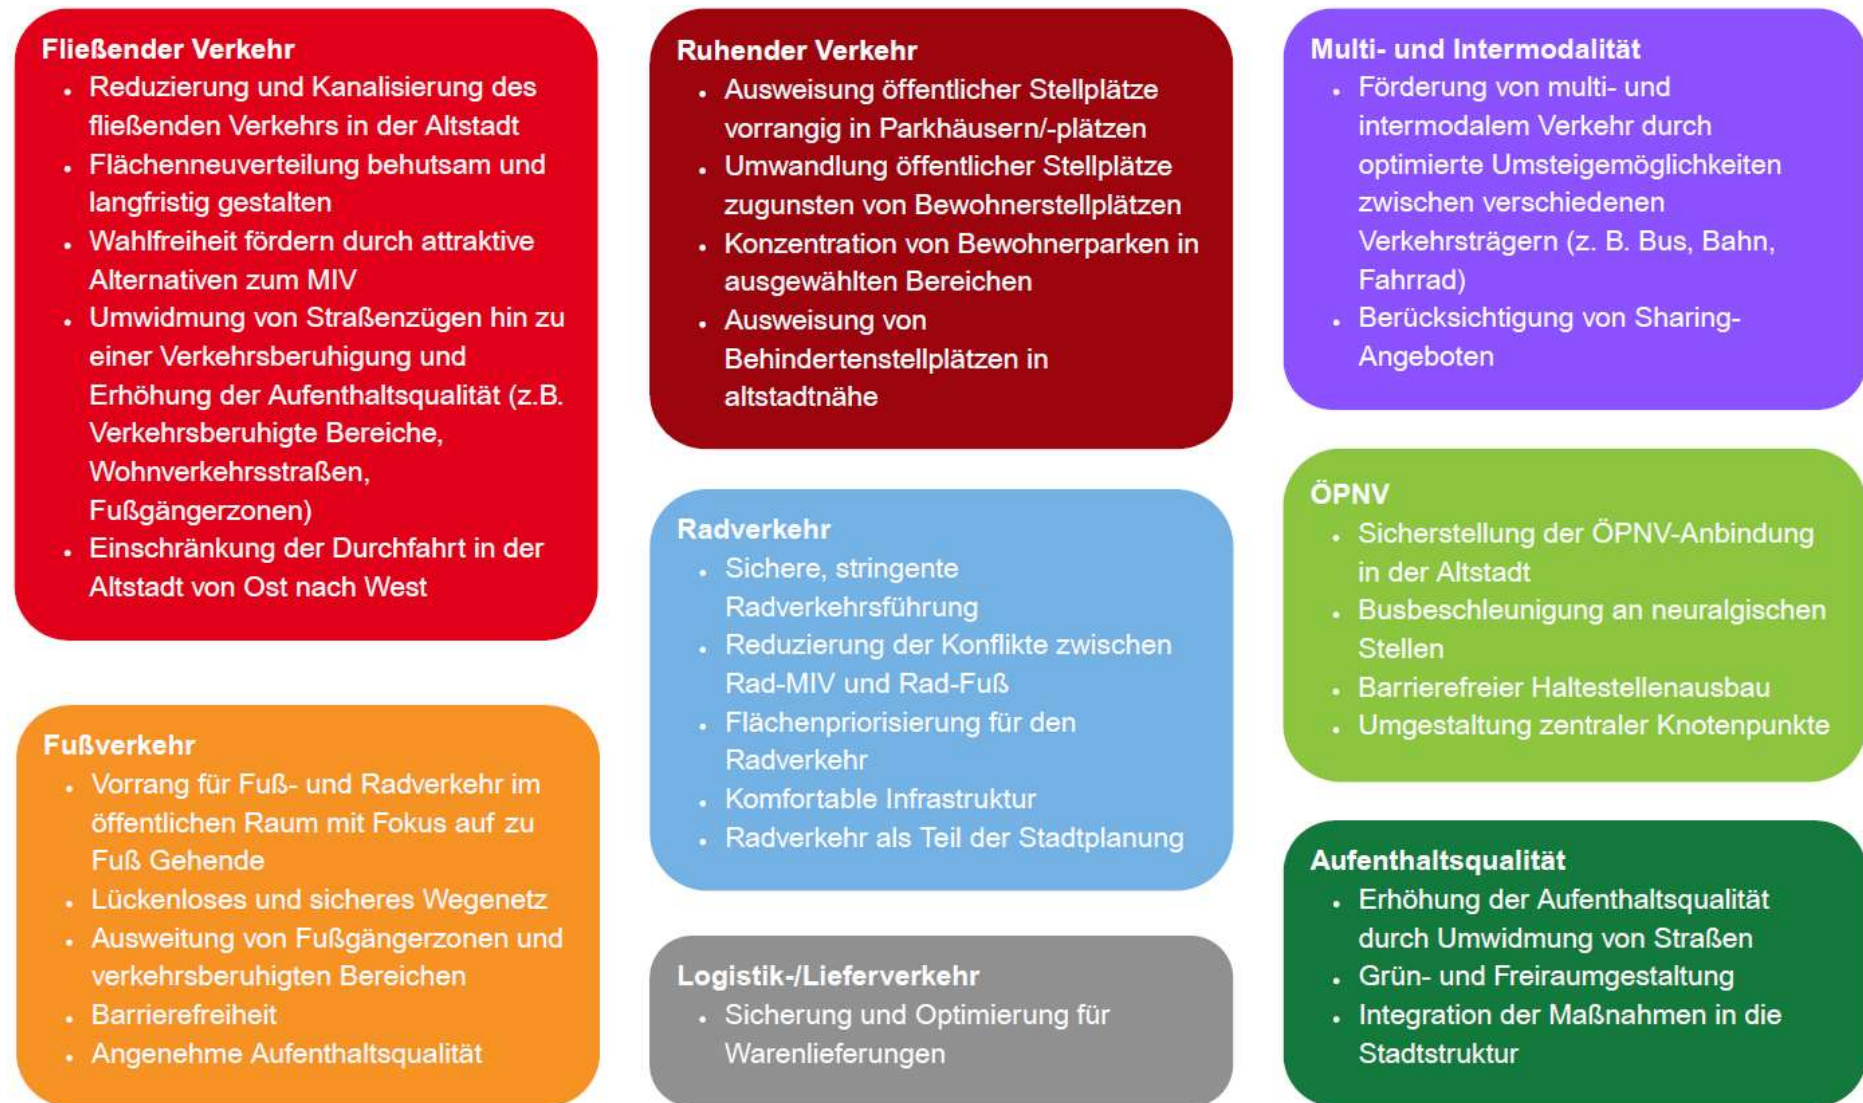 Fließender Verkehr
• Reduzierung und Kanalisierung des
fließenden Verkehrs in der Altstadt
• Flächenneuverteilung behutsam und
langfristig gestalten
• Wahlfreiheit fördern durch attraktive
Alternativen zum MIV
• Umwidmung von Straßenzügen hin zu
einer Verkehrsberuhigung und
Erhöhung der Aufenthaltsqualität (z.B.
Verkehrsberuhigte Bereiche,
Wohnverkehrsstraßen,
Fußgängerzonen)
• Einschränkung der Durchfahrt in der
Altstadt von Ost nach West
Fußverkehr
• Vorrang für Fuß- und Radverkehr im
öffentlichen Raum mit Fokus auf zu
Fuß Gehende
• Lückenloses und sicheres Wegenetz
• Ausweitung von Fußgängerzonen und
verkehrsberuhigten Bereichen
• Barrierefreiheit
• Angenehme Aufenthaltsqualität
Ruhender Verkehr
• Ausweisung öffentlicher Stellplätze
vorrangig in Parkhäusern/-plätzen
• Umwandlung öffentlicher Stellplätze
zugunsten von Bewohnerstellplätzen
• Konzentration von Bewohnerparken in
ausgewählten Bereichen
• Ausweisung von
Behindertenstellplätzen in
altstadtnähe
Radverkehr
• Sichere, stringente
Radverkehrsführung
• Reduzierung der Konflikte zwischen
Rad-MIV und Rad-Fuß
• Flächenpriorisierung für den
Radverkehr
• Komfortable Infrastruktur
• Radverkehr als Teil der Stadtplanung
Logistik-/Lieferverkehr
• Sicherung und Optimierung für
Warenlieferungen
Multi- und Intermodalität
• Förderung von multi- und
intermodalem Verkehr durch
optimierte Umsteigemöglichkeiten
zwischen verschiedenen
Verkehrsträgern (z. B. Bus, Bahn,
Fahrrad)
• Berücksichtigung von Sharing-
Angeboten
ÖPNV
• Sicherstellung der ÖPNV-Anbindung
in der Altstadt
• Busbeschleunigung an neuralgischen
Stellen
• Barrierefreier Haltestellenausbau
• Umgestaltung zentraler Knotenpunkte
Aufenthaltsqualität
• Erhöhung der Aufenthaltsqualität
durch Umwidmung von Straßen
• Grün- und Freiraumgestaltung
• Integration der Maßnahmen in die
Stadtstruktur